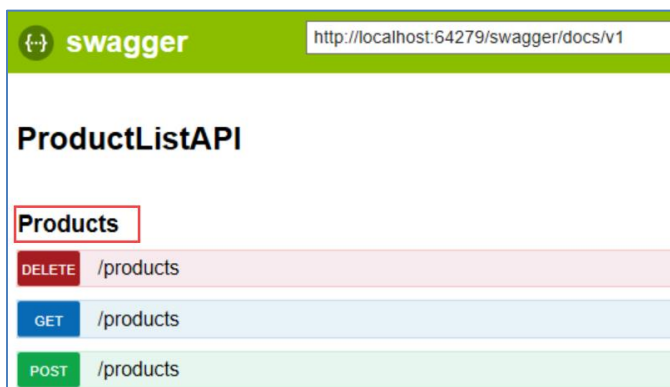 {··} swagger http://localhost:64279/swagger/docs/v1
ProductListAPI
Products
DELETE /products
GET /products
POST /products